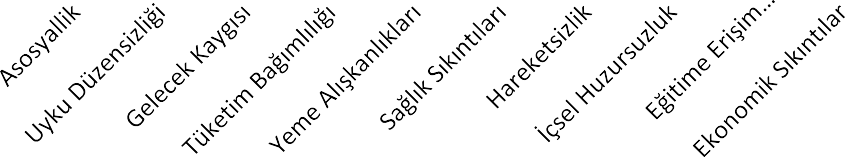 Asosyallik
Uyku Düzensizliği
Gelecek Kaygısı
Tüketim Bağımlılığı
Yeme Alışkanlıkları
Sağlık Sıkıntıları
Hareketsizlik
İçsel Huzursuzluk
Eğitime Erişim...
Ekonomik Sıkıntılar